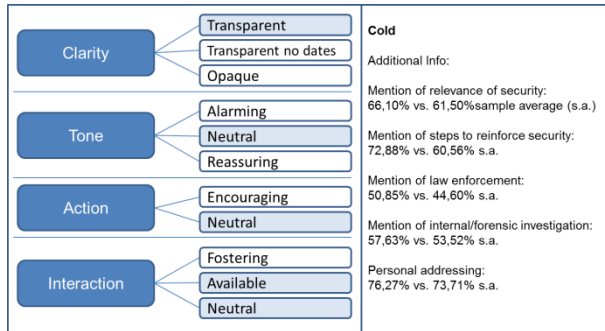 Clarity
Transparent
Transparent no dates
Opaque
Tone
Alarming
Neutral
Reassuring
Action
Encouraging
Neutral
Interaction
Fostering
Available
Neutral
Cold
Additional Info:
Mention of relevance of security:
66,10% vs. 61,50%sample average (s.a.)
Mention of steps to reinforce security:
72,88% vs. 60,56% s.a.
Mention of law enforcement:
50,85% vs. 44,60% s.a.
Mention of internal/forensic investigation:
57,63% vs. 53,52% s.a.
Personal addressing:
76,27% vs. 73,71% s.a.